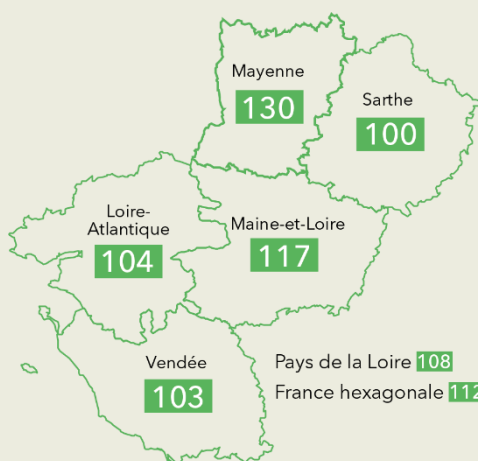 Mayenne
130
Sarthe
100
Loire-
Atlantique
104
Maine-et-Loire
117
Vendée
103
Pays de la Loire 108
France hexagonale 112